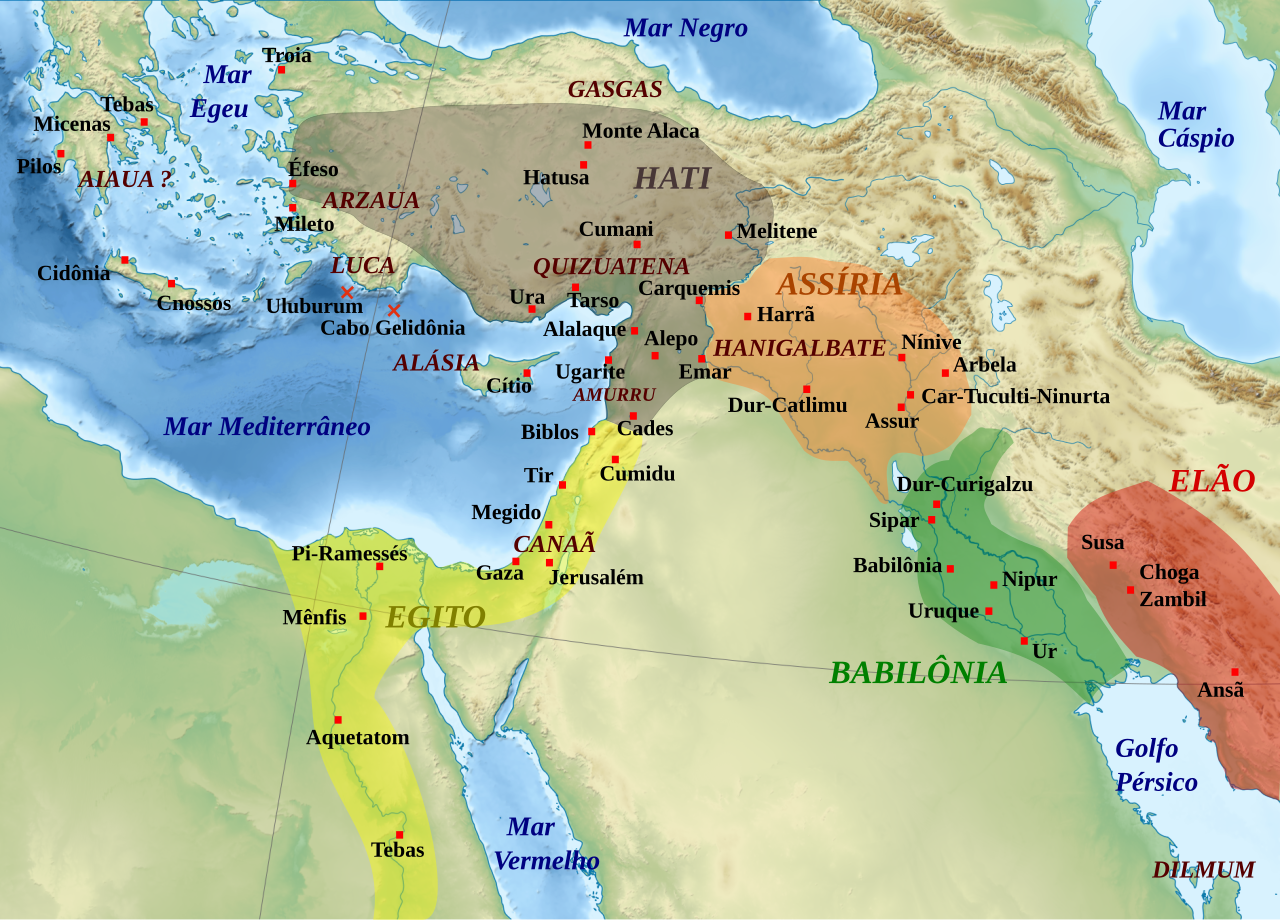 Mar Negro
Troia
Mar
Egeu
GASGAS
Mar
Cáspio
Tebas
Micenas
Monte Alaca
Pilos
AIAUA ?
Éfeso
Hatusa
HATI
ARZAUA
Mileto
Cumani
Melitene
Cidônia
LUCA
QUIZUATENA
ASSÍRIA
Cnossos
Uluburum
Ura
Tarso
Carquemis
Harrã
Cabo Gelidônia
Alalaque
Alepo
HANIGALBATE
Nínive
ALÁSIA
Cítio
Ugarite
Emar
Arbela
AMURRU
Dur-Catlimu
Car-Tuculti-Ninurta
Assur
Mar Mediterrâneo
Biblos
Cades
Tir
Cumidu
Dur-Curigalzu
ELÃO
Megido
Sipar
CANAÃ
Susa
Pi-Ramessés
Gaza
Jerusalém
Babilônia
Nipur
Choga
Zambil
Mênfis
EGITO
Uruque
Ur
BABILÔNIA
Ansã
Aquetatom
Golfo
Pérsico
Mar
Vermelho
Tebas
DILMUM